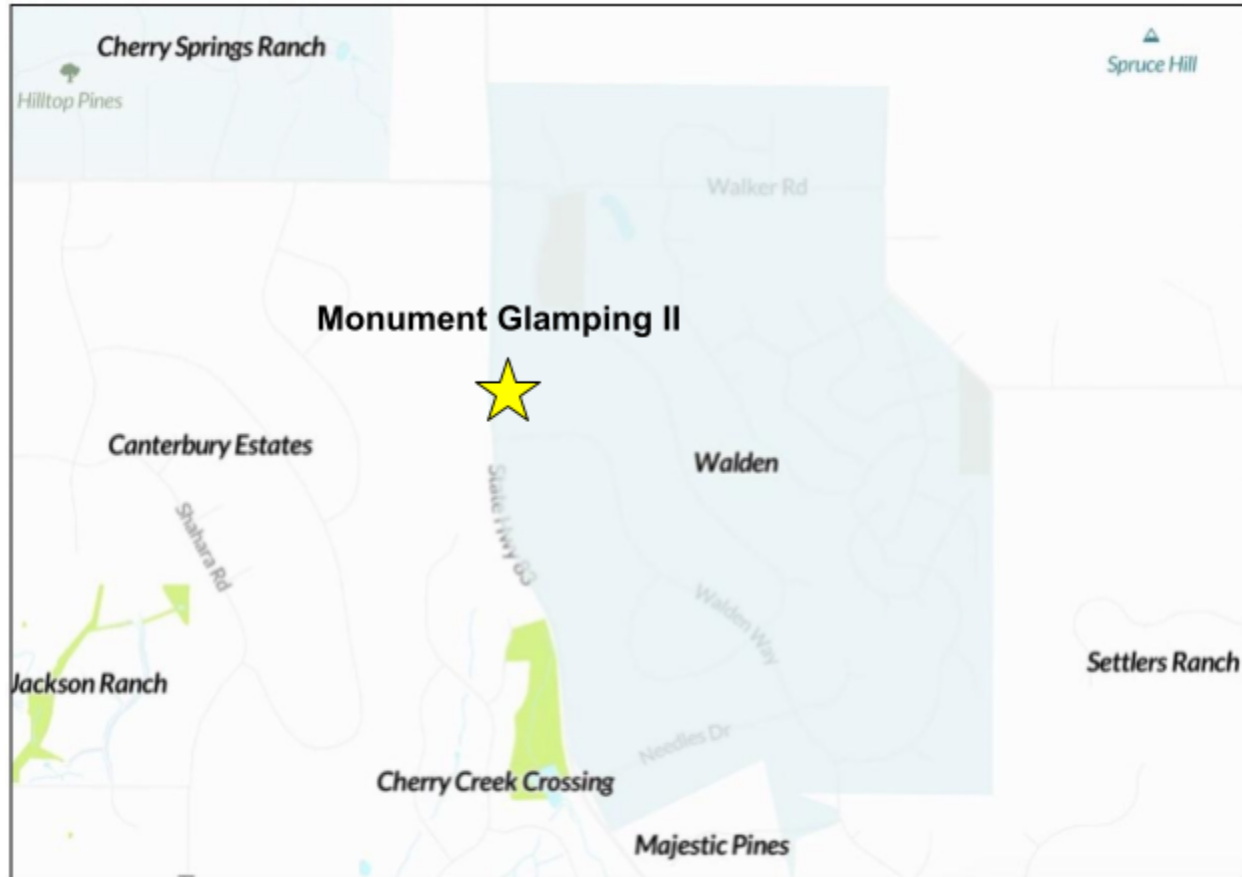 Cherry Springs Ranch
Spruce Hill
Hilltop Pines
Walker Rd
Monument Glamping II
Canterbury Estates
Walden
State Hwy 83
Shahara Rd
Walden Way
Settlers Ranch
Jackson Ranch
Needles Dr
Cherry Creek Crossing
Majestic Pines